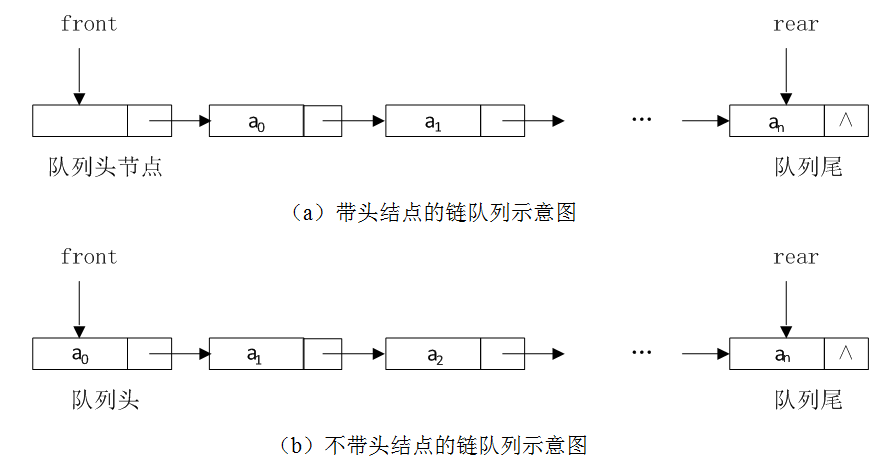 front rear
a0 a1 ... an ∧
队列头节点 队列尾
（a）带头结点的链队列示意图
front rear
a0 a1 a2 ... an ∧
队列头 队列尾
（b）不带头结点的链队列示意图